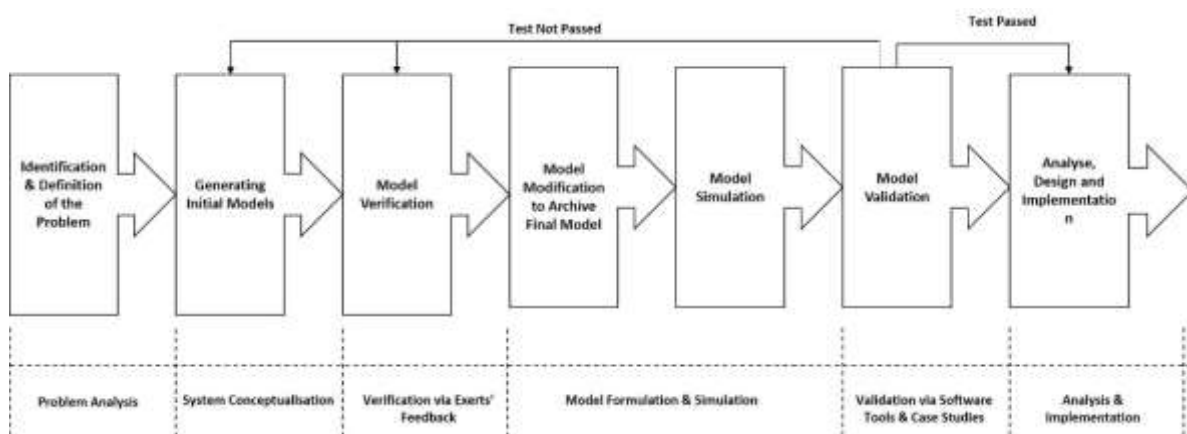 Test Not Passed
Test Passed
Identification
& Definition
of the
Problem
Generating
Initial Models
Model
Verification
Model
Modification
to Archive
Final Model
Model
Simulation
Model
Validation
Analyse,
Design and
Implementatio
n
Problem Analysis
System Conceptualisation
Verification via Exerts'
Feedback
Model Formulation & Simulation
Validation via Software
Tools & Case Studies
Analysis &
Implementation